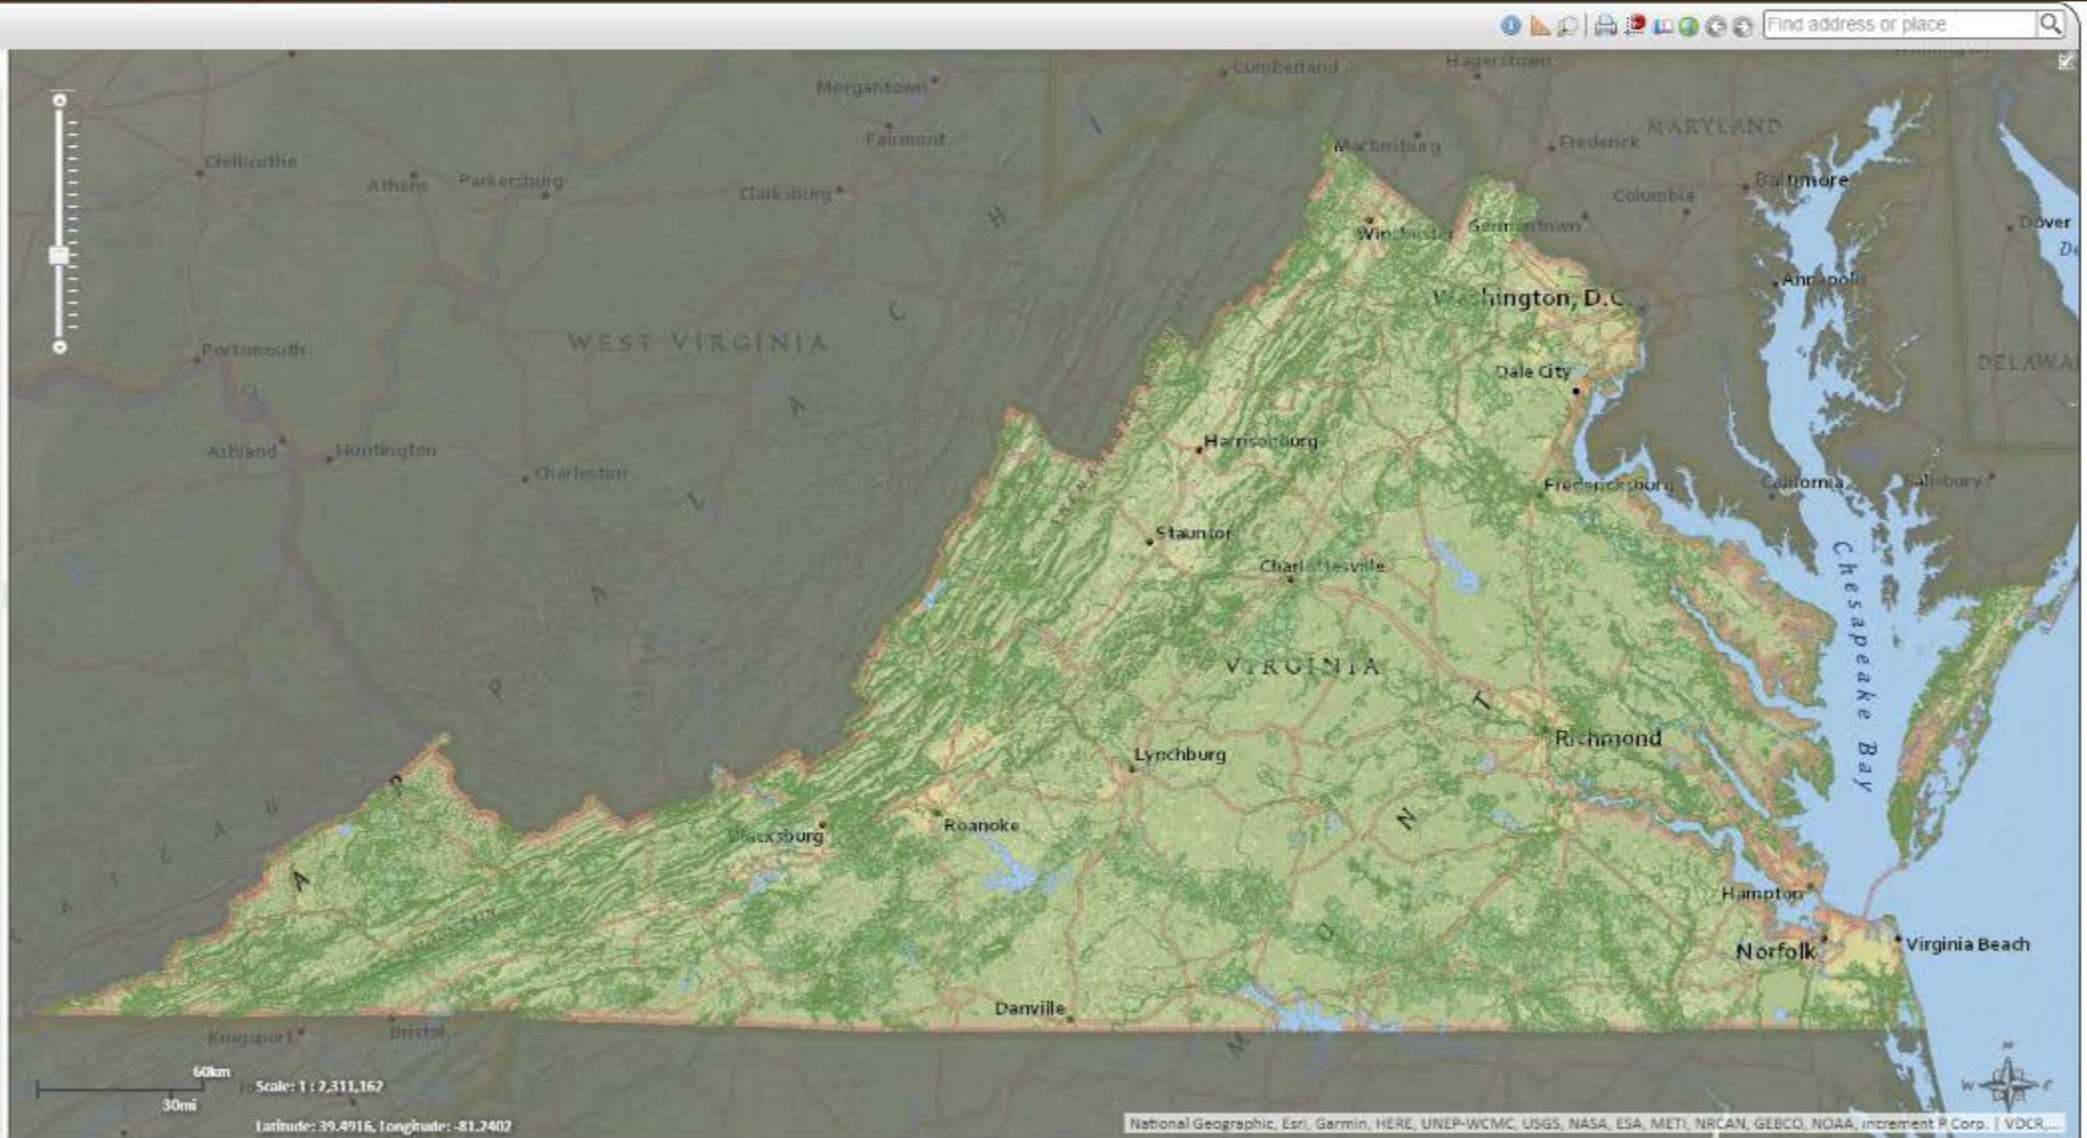 Find address or place
Cumberland
Hagerstown
Morgantown
Fairmont
Martinsburg
Frederick
MARYLAND
Chillicothe
Athens
Parkersburg
Clarksburg
Columbia
Baltimore
Winchester
Germantown
Dover
De
Annapolis
Washington, D.C.
WEST VIRGINIA
Portsmouth
DELAWA
Dale City
Ashland
Huntington
Charleston
Harrisonburg
Fredericksburg
California
Salisbury
Staunton
Charlottesville
Chesapeake Bay
VIRGINIA
Richmond
Lynchburg
Blacksburg
Roanoke
Hampton
Norfolk
Virginia Beach
Danville
Kingsport
Bristol
60km
Scale: 1 : 2,311,162
30mi
Latitude: 39.4916, Longitude: -81.2402
N
W
E
National Geographic, Esri, Garmin, HERE, UNEP-WCMC, USGS, NASA, ESA, METI, NRCAN, GEBCO, NOAA, increment P Corp. | VDCR,...